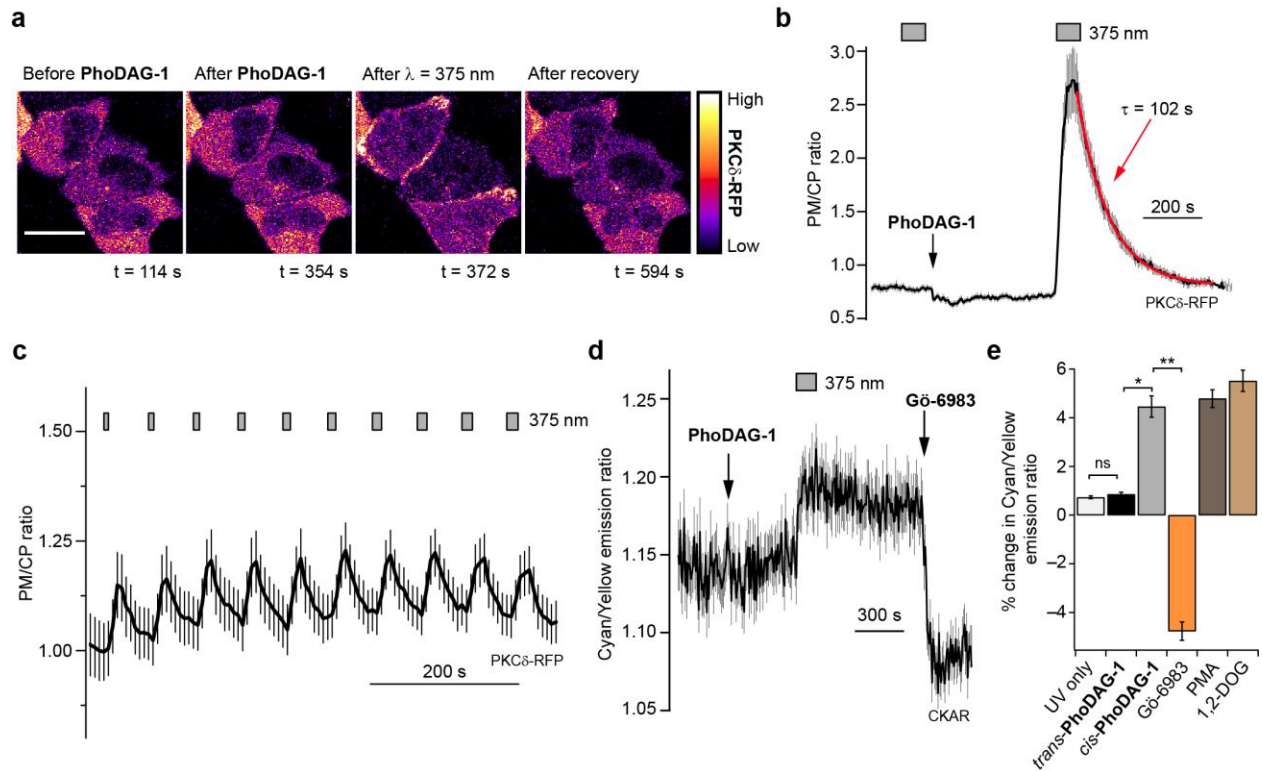 a
Before PhoDAG-1
After PhoDAG-1
After λ = 375 nm
After recovery
High
PKCδ-RFP
Low
t = 114 s
t = 354 s
t = 372 s
t = 594 s
b
375 nm
3.0
2.5
2.0
1.5
1.0
0.5
PM/CP ratio
PhoDAG-1
τ = 102 s
200 s
PKCδ-RFP
c
375 nm
1.50
1.25
1.00
PM/CP ratio
200 s
PKCδ-RFP
d
375 nm
Gö-6983
PhoDAG-1
1.25
1.20
1.15
1.10
1.05
Cyan/Yellow emission ratio
300 s
CKAR
e
6
4
2
0
−2
−4
% change in Cyan/Yellow
emission ratio
ns
*
**
UV only
trans-PhoDAG-1
cis-PhoDAG-1
Gö-6983
PMA
1,2-DOG